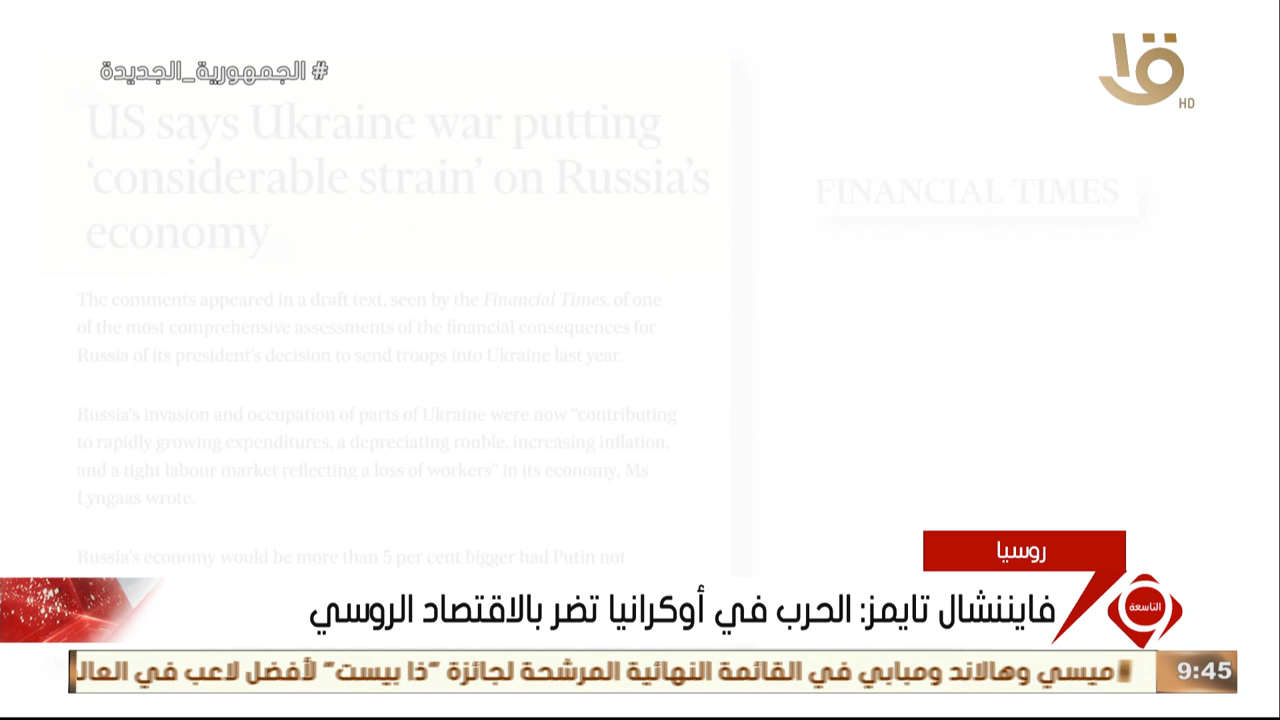 # الجمهورية_الجديدة
HD
US says Ukraine war putting
‘considerable strain’ on Russia’s
economy
FINANCIAL TIMES
The comments appeared in a draft text, seen by the Financial Times, of one
of the most comprehensive assessments of the financial consequences for
Russia of its president’s decision to send troops into Ukraine last year.
Russia’s invasion and occupation of parts of Ukraine were now “contributing
to rapidly growing expenditures, a depreciating rouble, increasing inflation,
and a tight labour market reflecting a loss of workers” in its economy, Ms
Lyngaas wrote.
Russia’s economy would be more than 5 per cent bigger had Putin not
روسيا
فايننشال تايمز: الحرب في أوكرانيا تضر بالاقتصاد الروسي
التاسعة
ميسي وهالاند ومبابي في القائمة النهائية المرشحة لجائزة "ذا بيست" لأفضل لاعب في العال
9:45